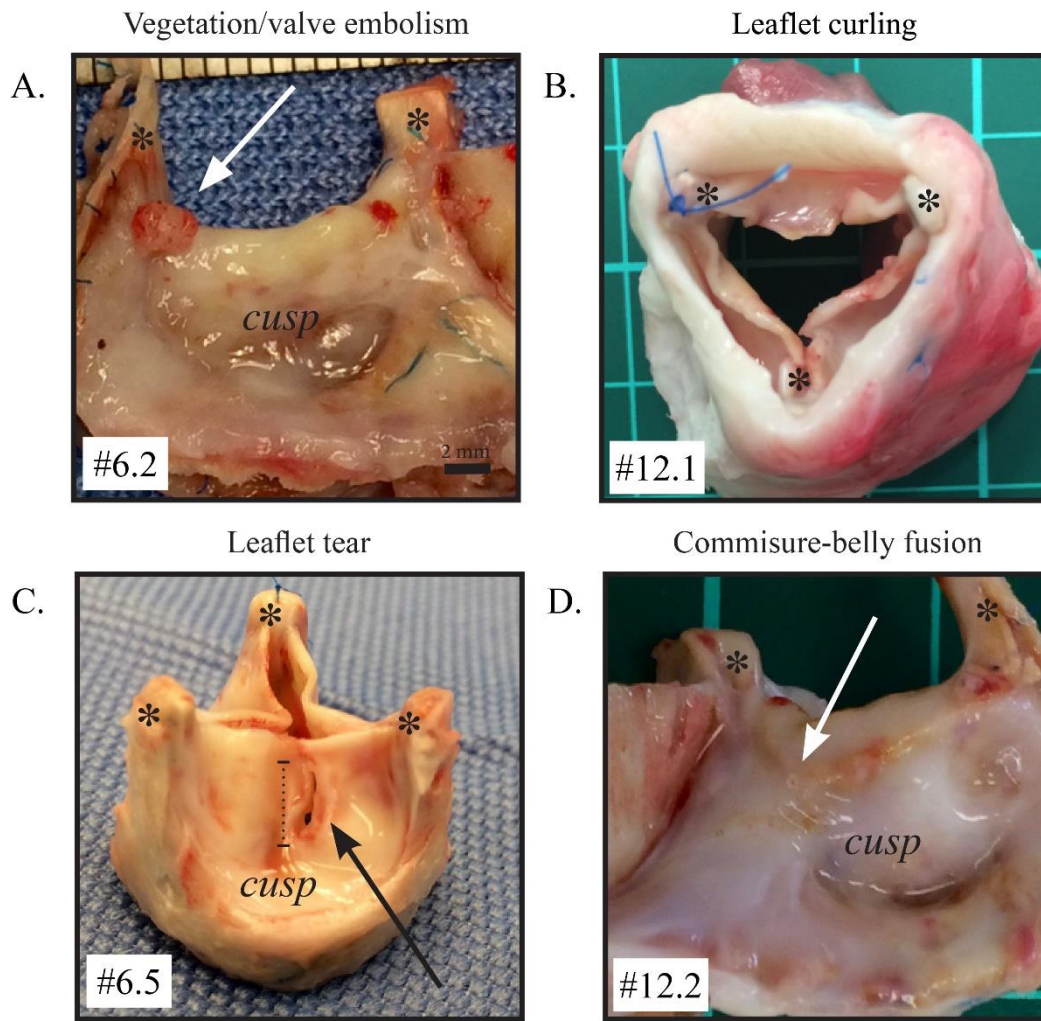 Vegetation/valve embolism
Leaflet curling
A.
B.
*
*
*
*
*
cusp
*
2 mm
#6.2
#12.1
Leaflet tear
Commisure-belly fusion
C.
D.
*
*
*
*
*
cusp
cusp
#6.5
#12.2